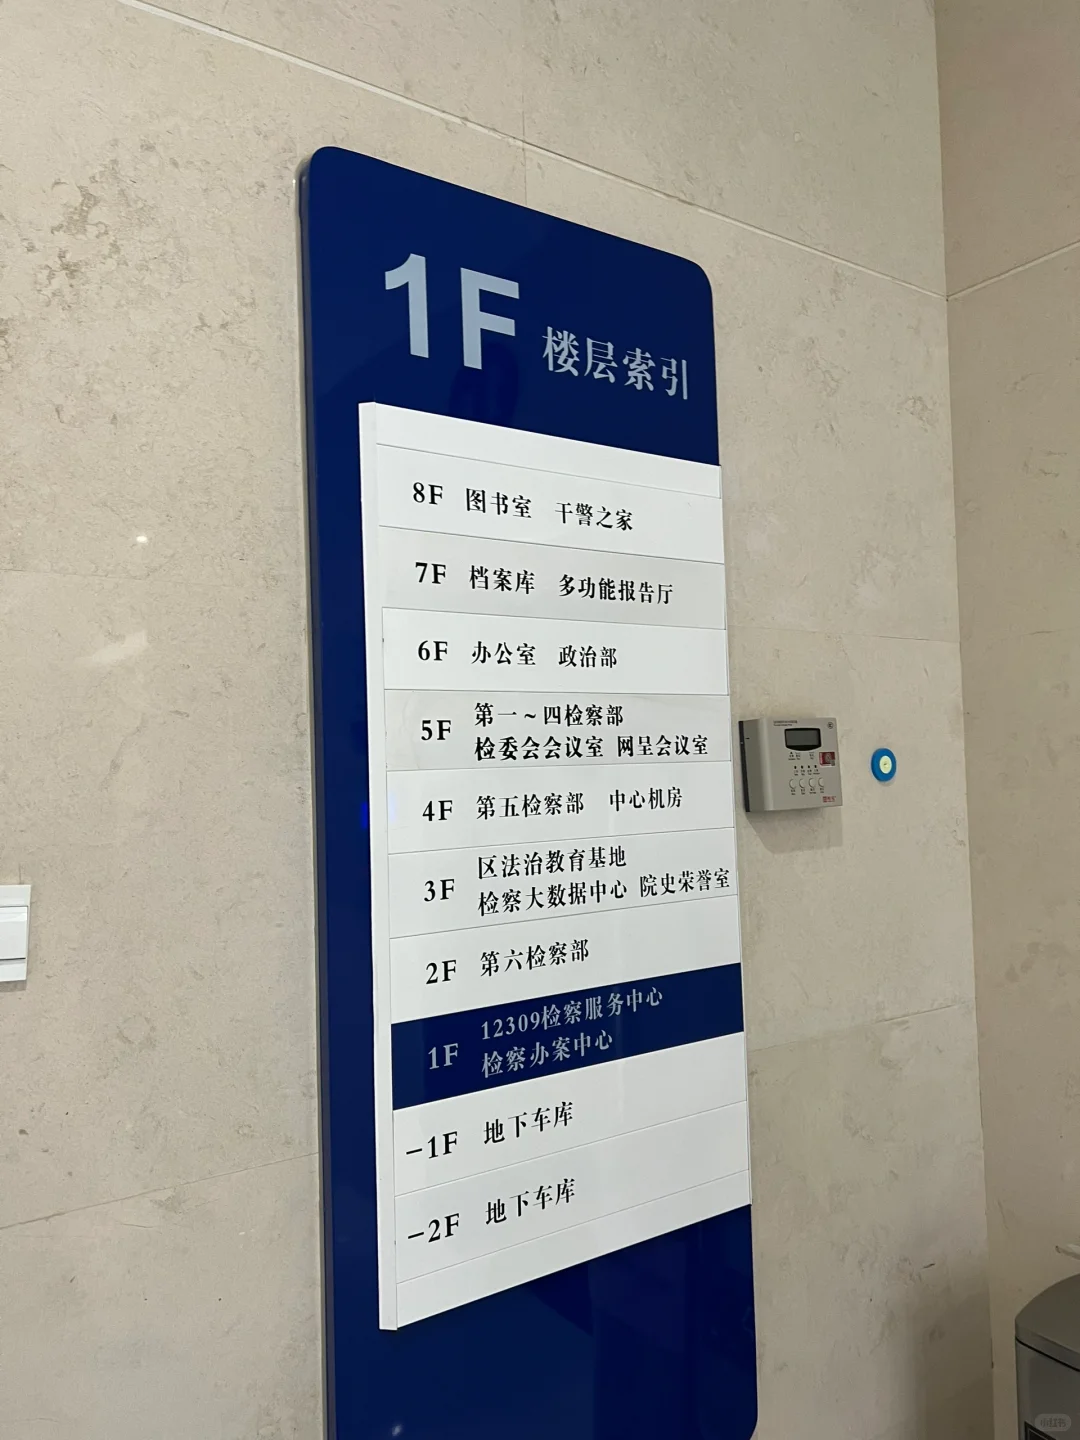 1F 楼层索引
8F 图书室 干警之家
7F 档案库 多功能报告厅
6F 办公室 政治部
5F 第一~四检察部
检委会会议室 网呈会议室
4F 第五检察部 中心机房
3F 区法治教育基地
检察大数据中心 院史荣誉室
2F 第六检察部
1F 12309检察服务中心
检察办案中心
-1F 地下车库
-2F 地下车库
小红书